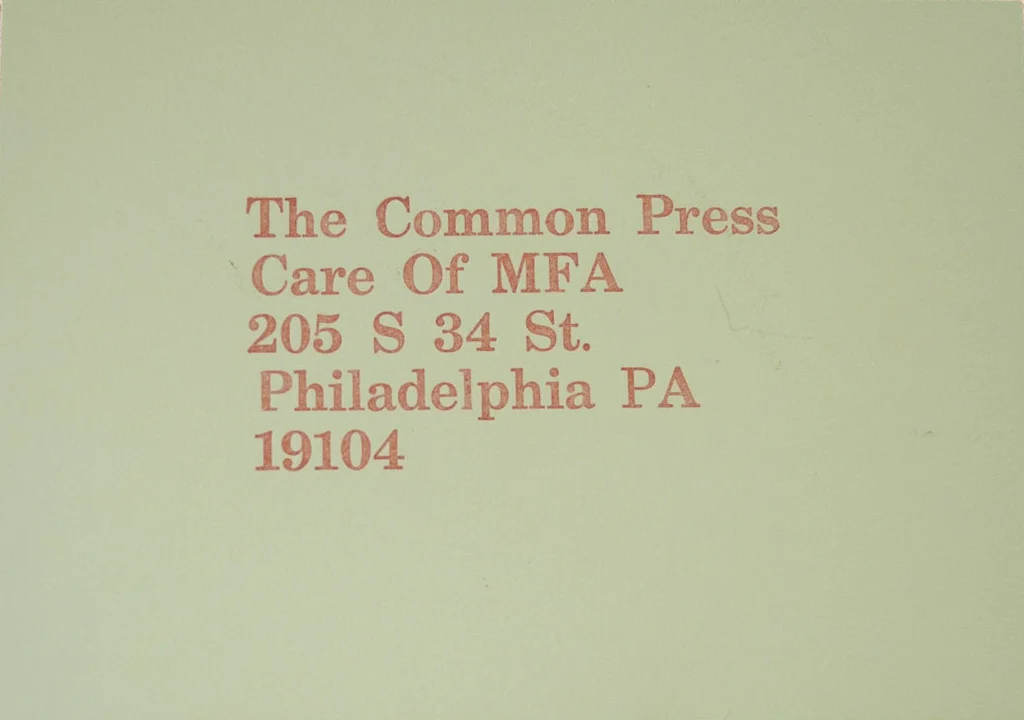 The Common Press
Care Of MFA
205 S 34 St.
Philadelphia PA
19104